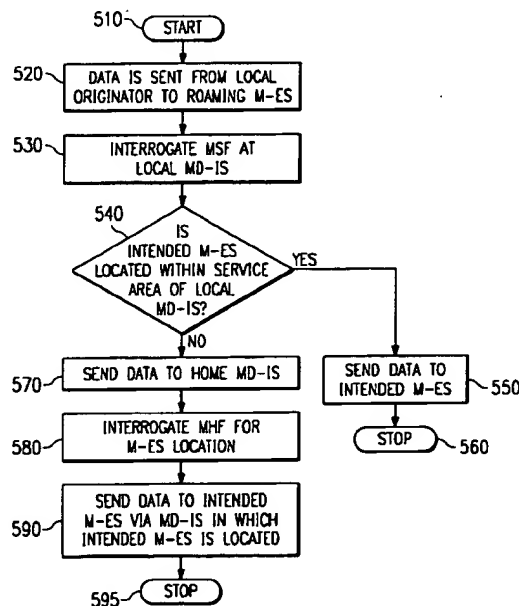 510
START
520
DATA IS SENT FROM LOCAL
ORIGINATOR TO ROAMING M-ES
530
INTERROGATE MSF AT
LOCAL MD-IS
540
IS
INTENDED M-ES
LOCATED WITHIN SERVICE
AREA OF LOCAL
MD-IS?
YES
NO
570
SEND DATA TO HOME MD-IS
SEND DATA TO
INTENDED M-ES
550
580
INTERROGATE MHF FOR
M-ES LOCATION
STOP
560
590
SEND DATA TO INTENDED
M-ES VIA MD-IS IN WHICH
INTENDED M-ES IS LOCATED
595
STOP